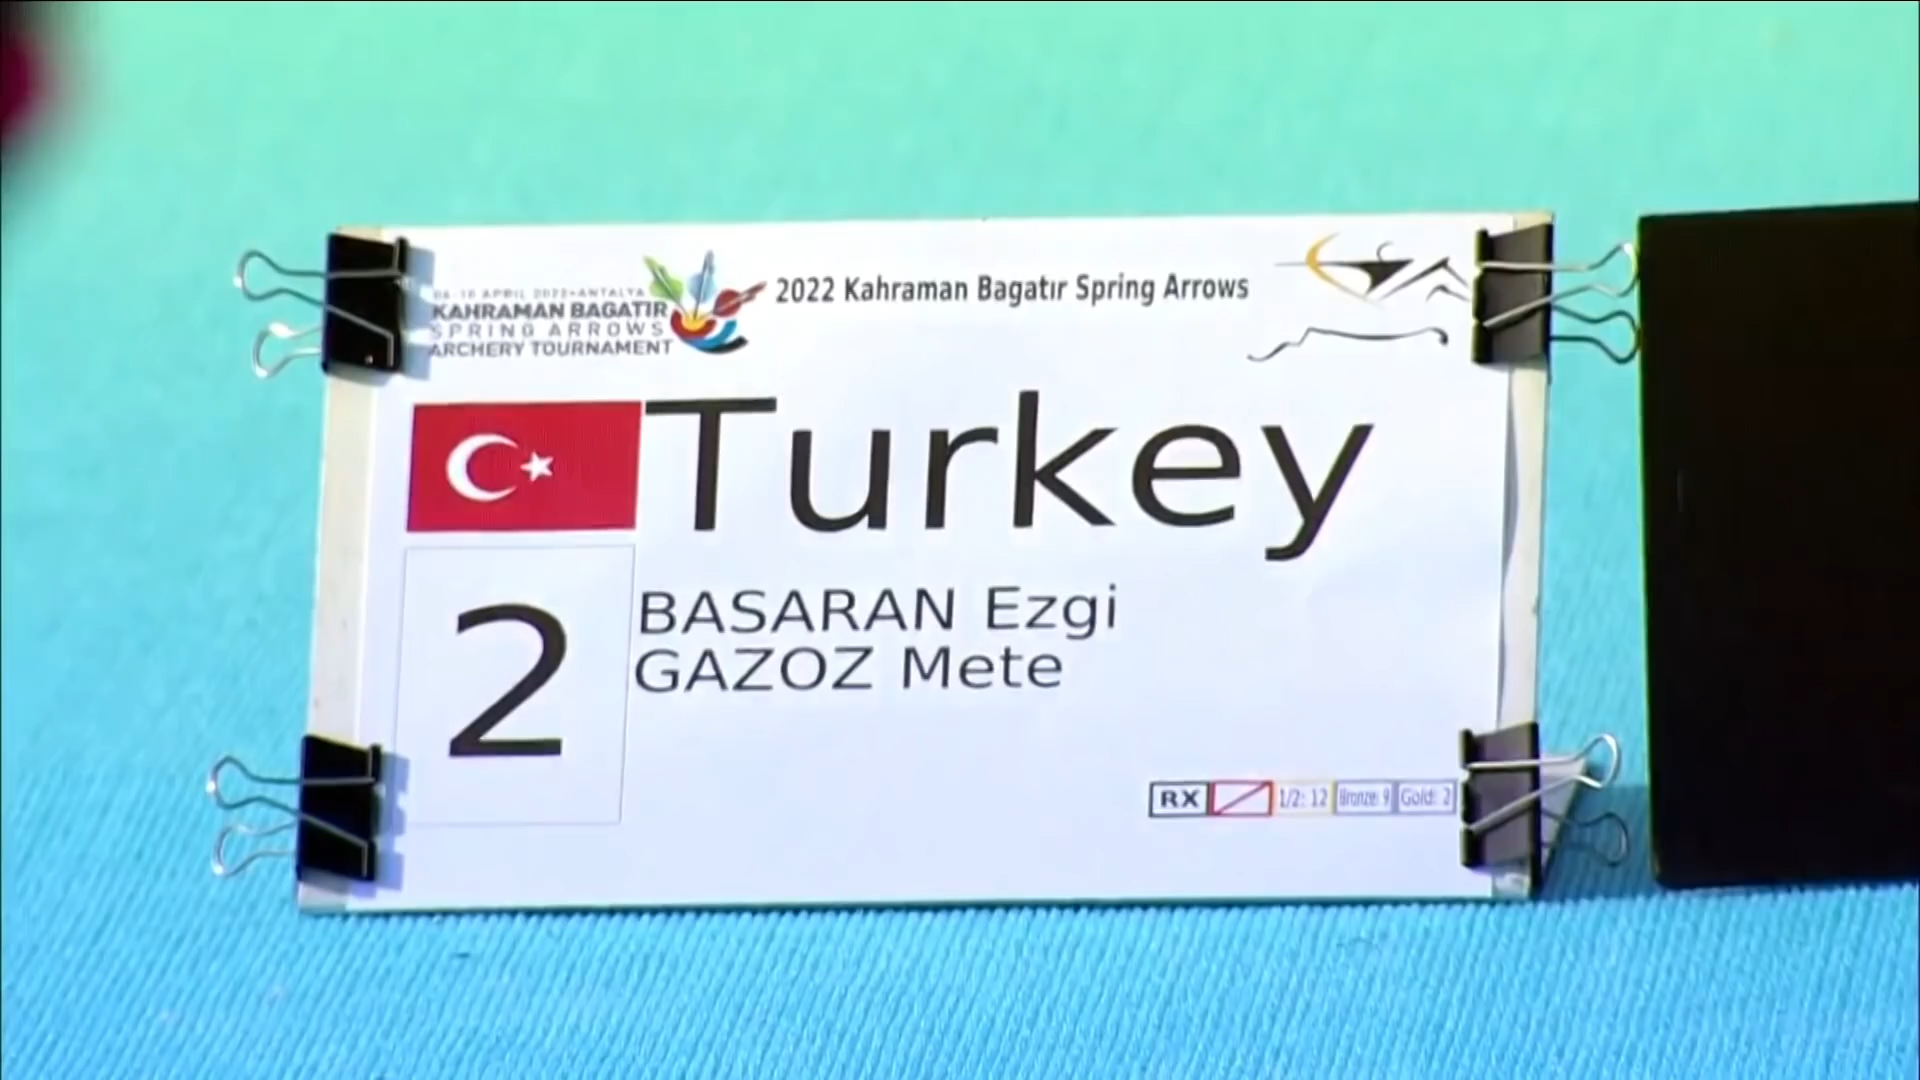 06-10 APRIL 2022•ANTALYA
KAHRAMAN BAGATIR
SPRING ARROWS
ARCHERY TOURNAMENT
2022 Kahraman Bagatır Spring Arrows
Turkey
2
BASARAN Ezgi
GAZOZ Mete
RX 1/2: 12 Bronze: 9 Gold: 2